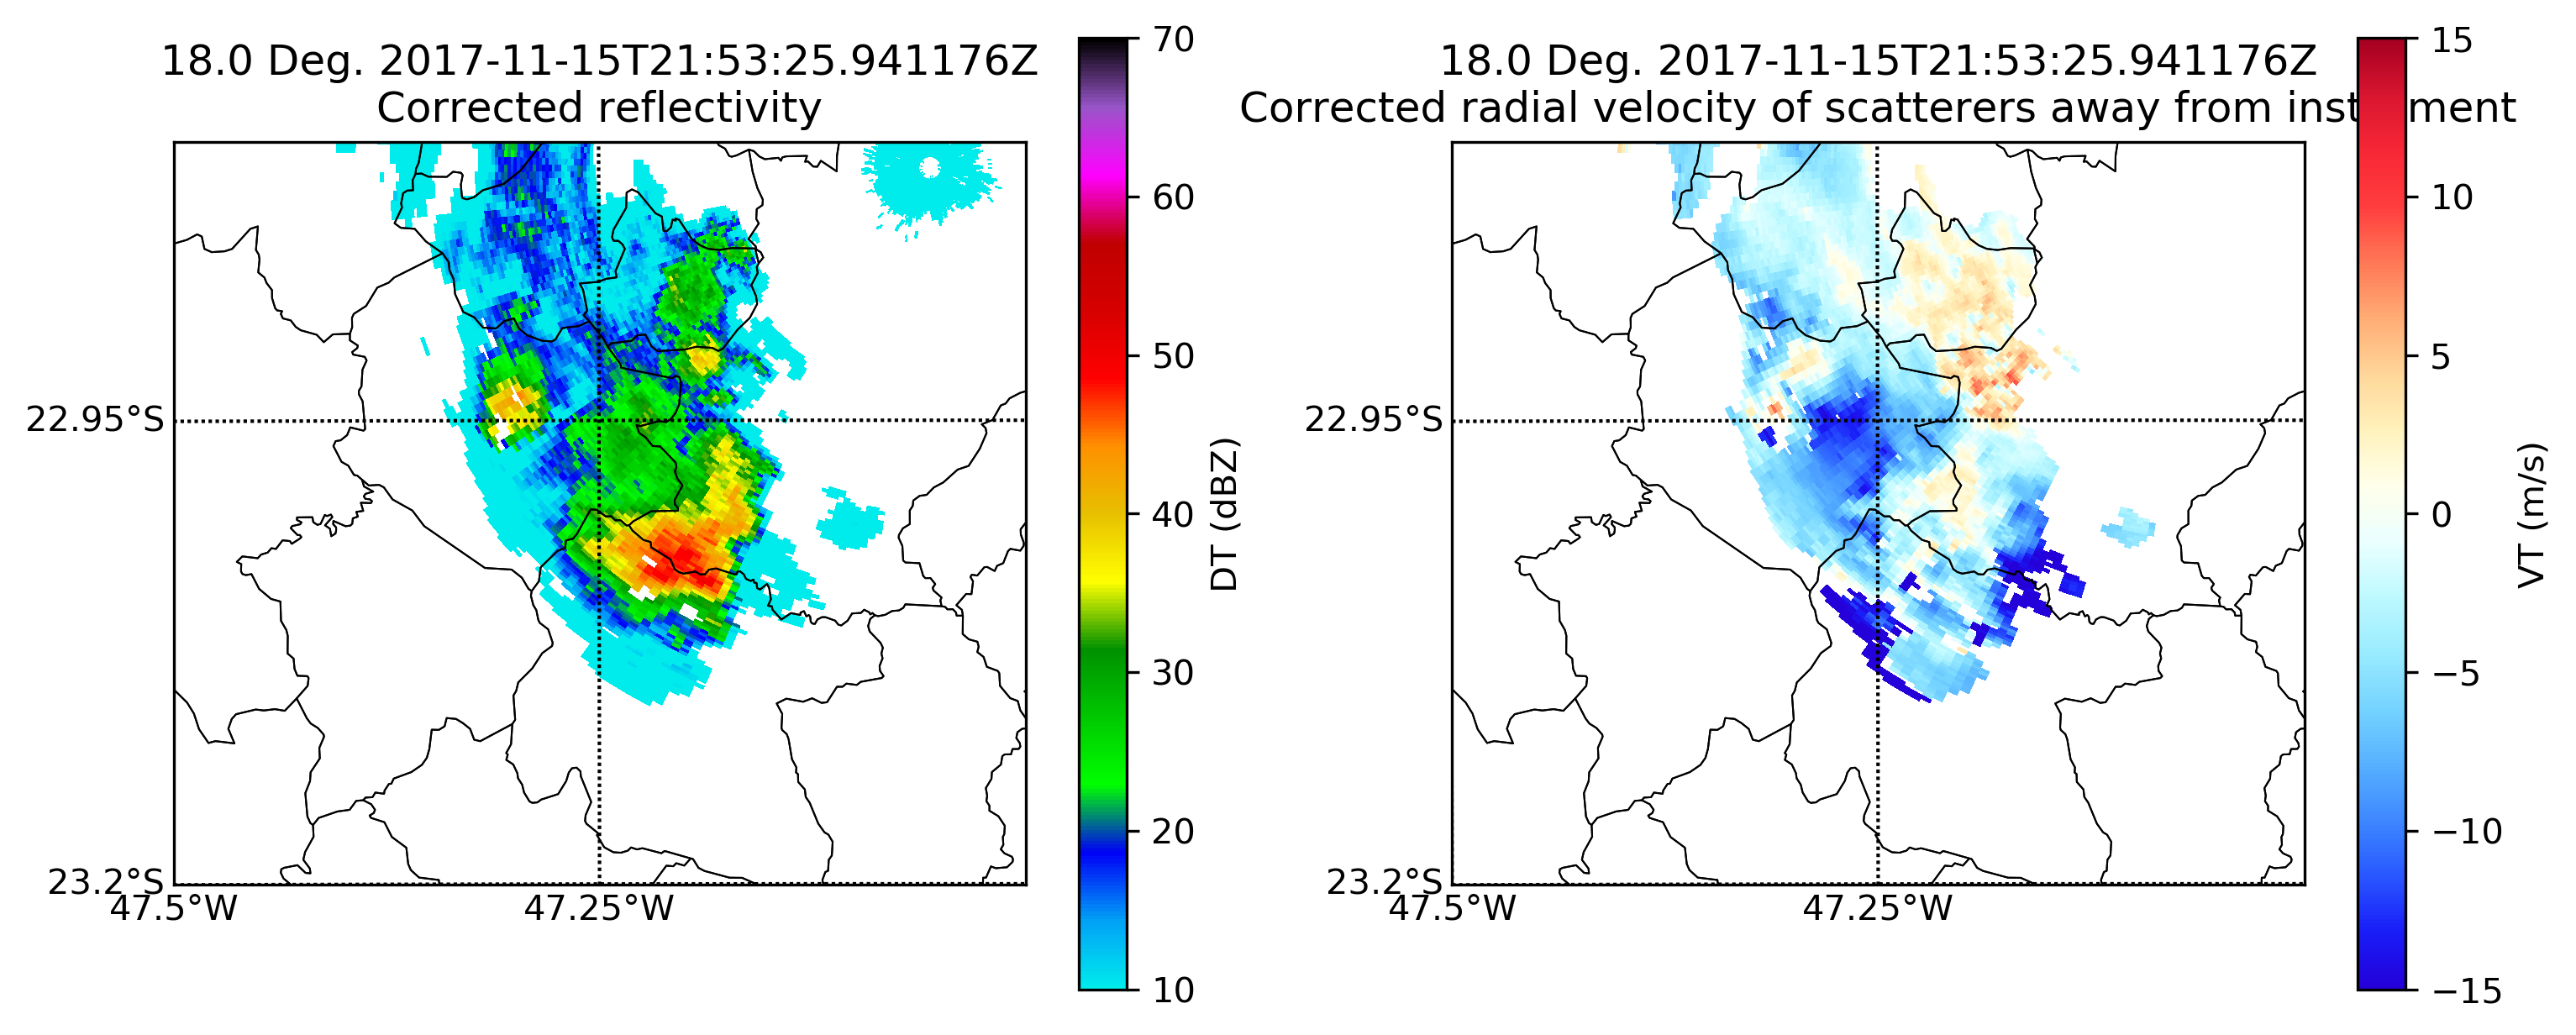 18.0 Deg. 2017-11-15T21:53:25.941176Z
Corrected reflectivity
22.95°S
23.2°S
47.5°W
47.25°W
70
60
50
40
30
20
10
DT (dBZ)
18.0 Deg. 2017-11-15T21:53:25.941176Z
Corrected radial velocity of scatterers away from inst ment
22.95°S
23.2°S
47.5°W
47.25°W
15
10
5
0
−5
−10
−15
VT (m/s)